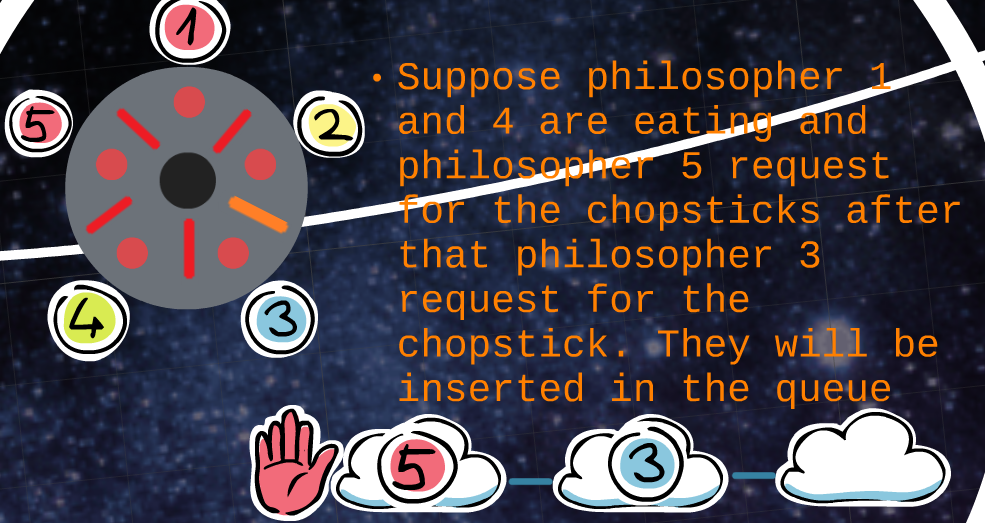 1
5
2
4
3
• Suppose philosopher 1
and 4 are eating and
philosopher 5 request
for the chopsticks after
that philosopher 3
request for the
chopstick. They will be
inserted in the queue
5
3